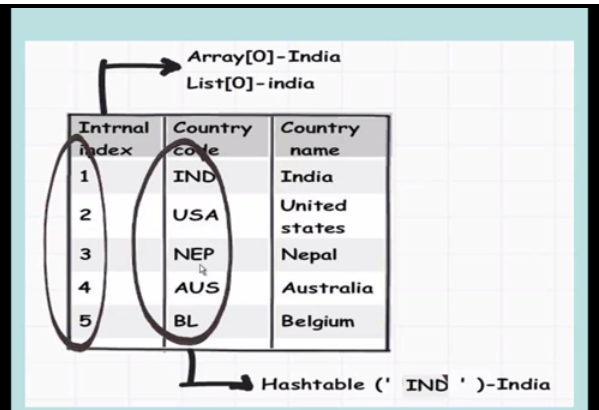 Array[0]-India
List[0]-india
Intrnal Country Country
index code name
1 IND India
2 USA United
states
3 NEP Nepal
4 AUS Australia
5 BL Belgium
Hashtable (' IND ' )-India